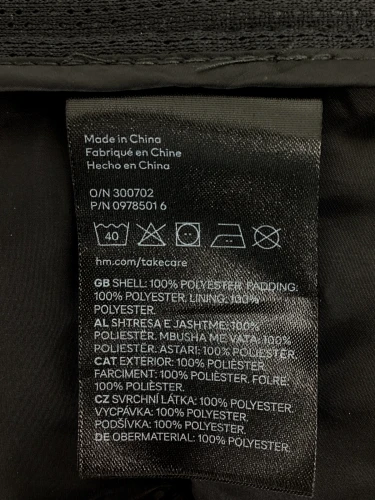 Made in China
Fabriqué en Chine
Hecho en China
O/N 300702
P/N 0978501 6
40
hm.com/takecare
GB SHELL: 100% POLYESTER. PADDING:
100% POLYESTER. LINING: 100%
POLYESTER.
AL SHTRESA E JASHTME: 100%
POLIESTËR. MBUSHJA ME VATA: 100%
POLIESTËR. ASTARI: 100% POLIESTËR.
CAT EXTERIOR: 100% POLIÈSTER.
FARCIMENT: 100% POLIÈSTER. FOLRE:
100% POLIÈSTER.
CZ SVRCHNÍ LÁTKA: 100% POLYESTER.
VYCPÁVKA: 100% POLYESTER.
PODŠÍVKA: 100% POLYESTER.
DE OBERMATERIAL: 100% POLYESTER.